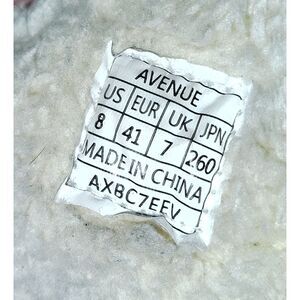 AVENUE
US EUR UK JPN
8 41 7 260
MADE IN CHINA
AXBC7EEV